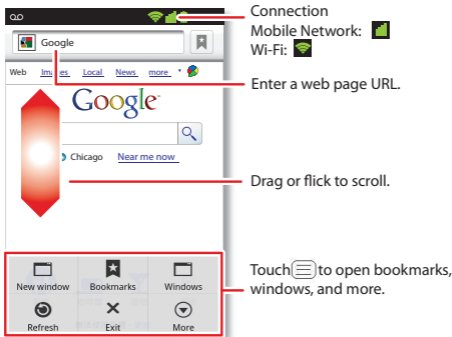 Connection
Mobile Network:
Wi-Fi:
Google
Enter a web page URL.
Web Images Local News more
Google
Chicago Near me now
Drag or flick to scroll.
New window Bookmarks Windows
Refresh Exit More
Touch to open bookmarks,
windows, and more.